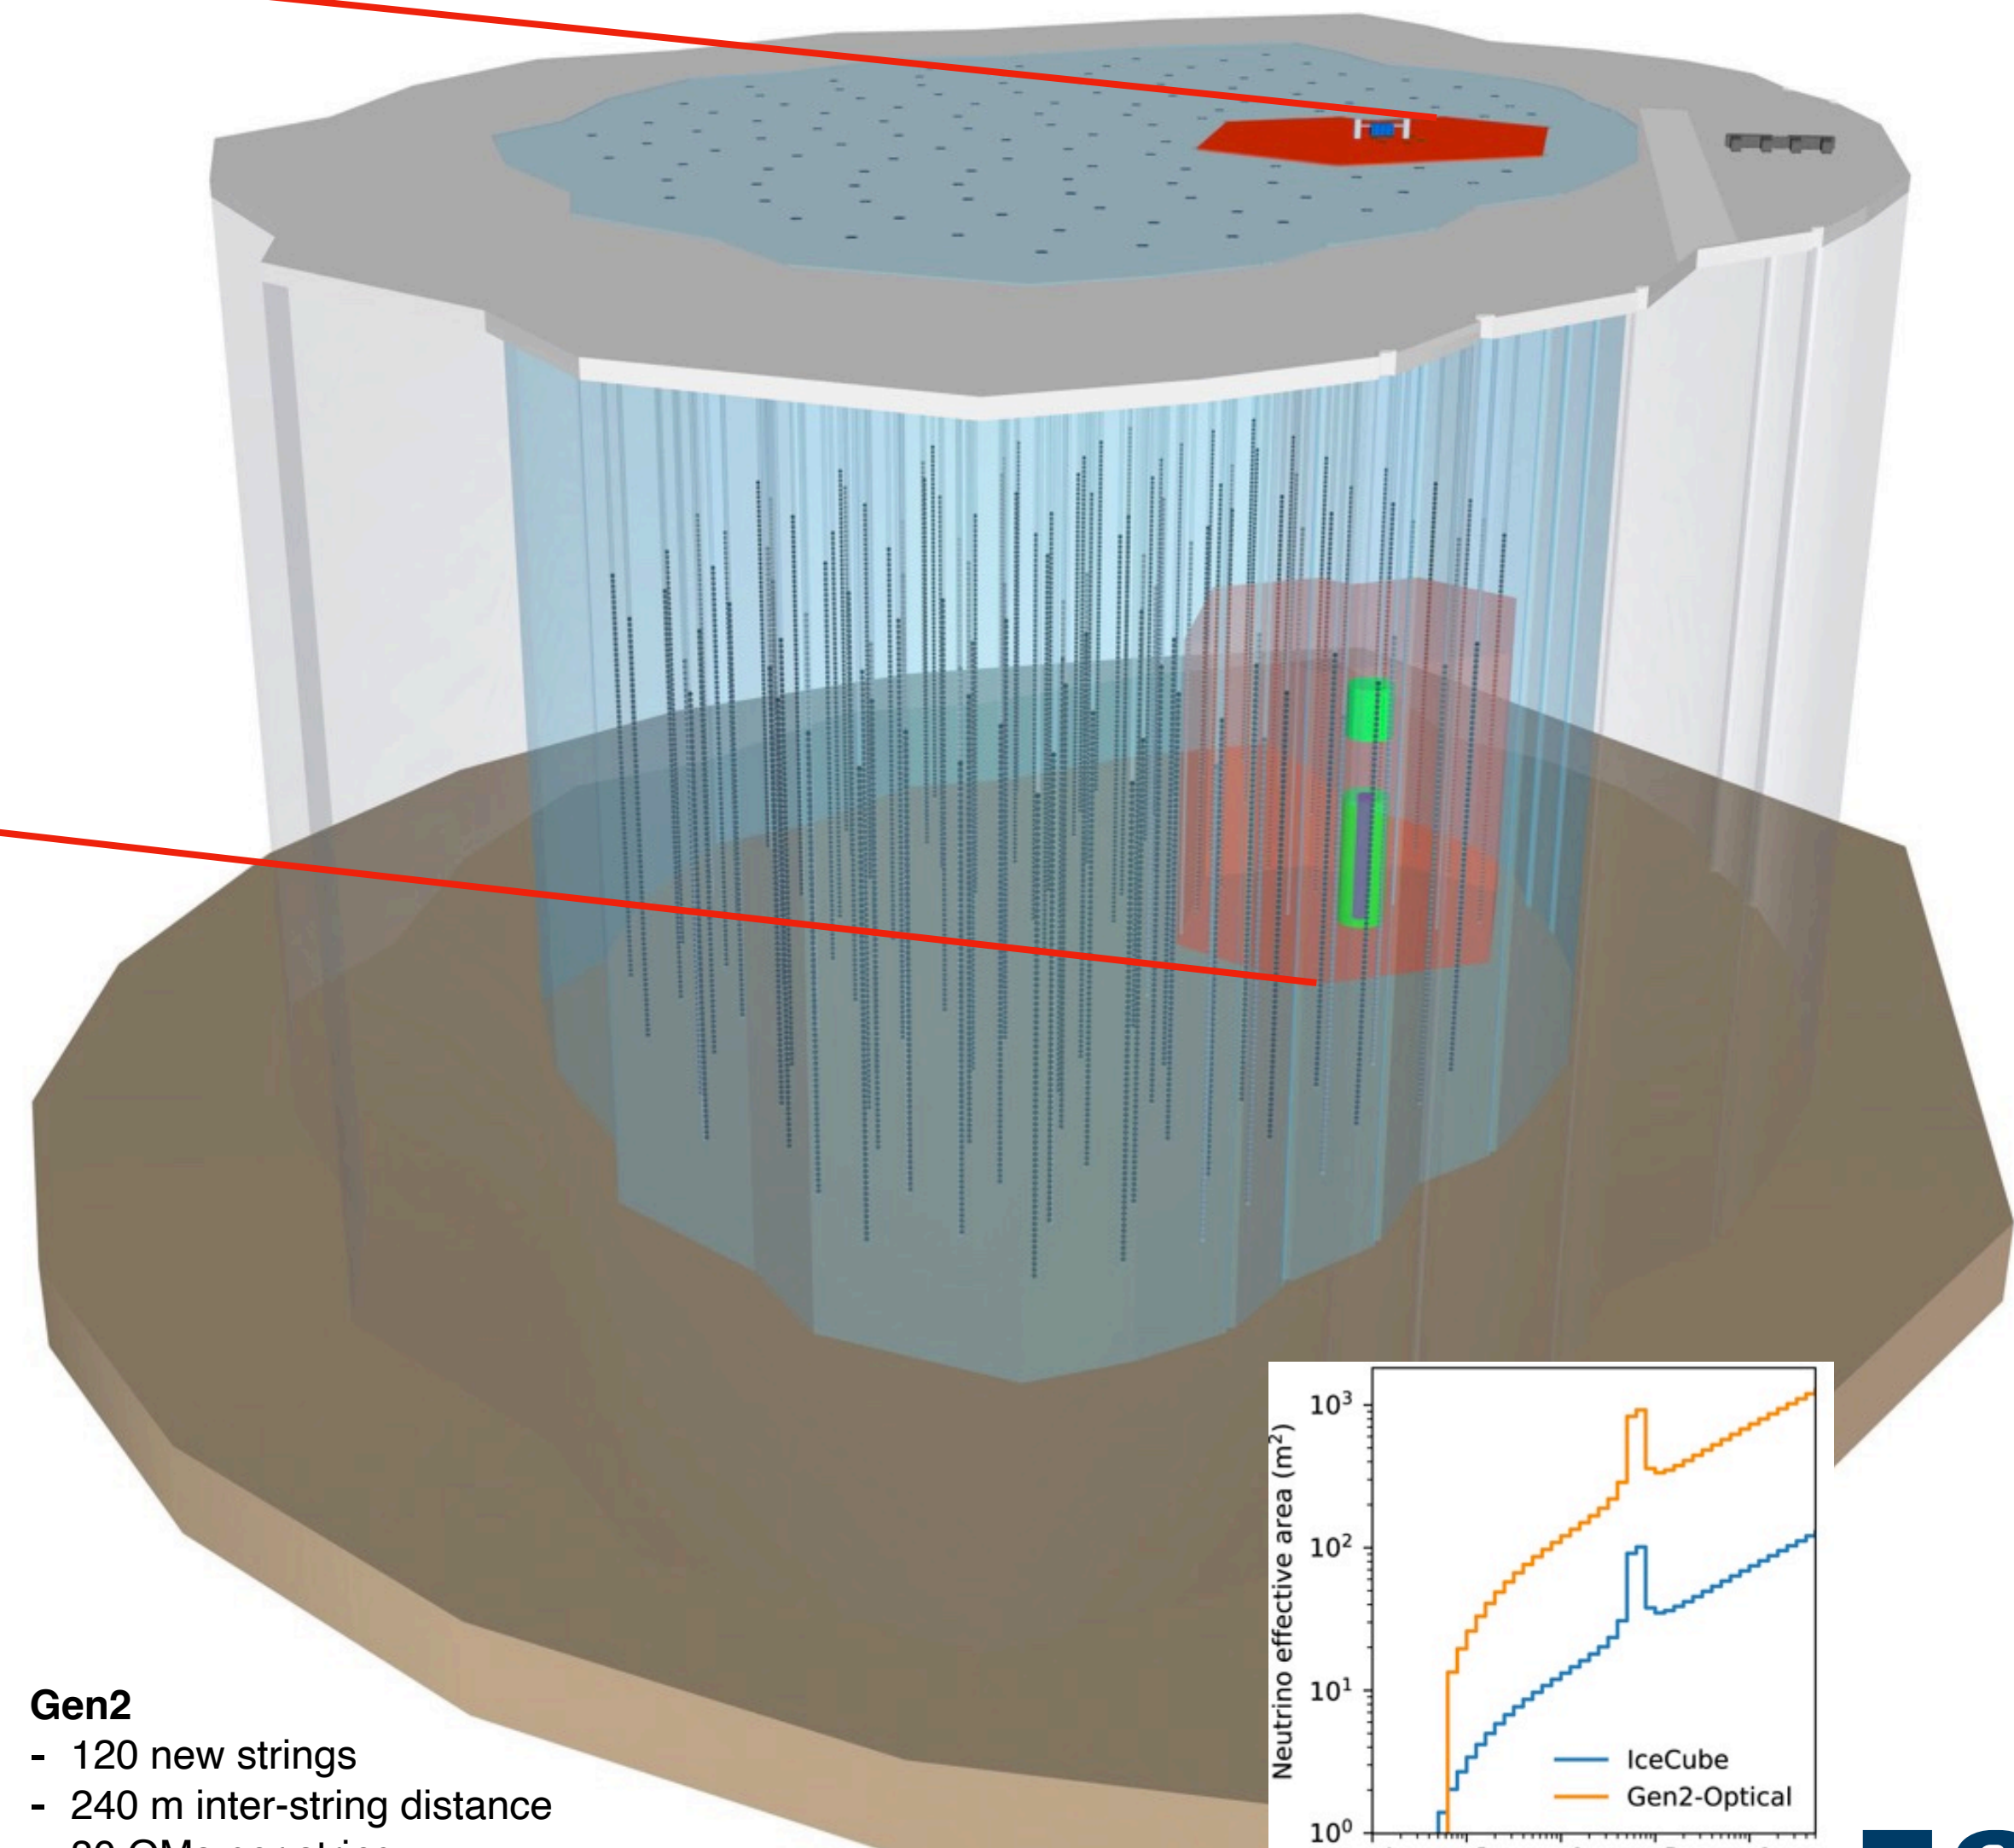 10³
10²
10¹
10⁰
Neutrino effective area (m²)
IceCube
Gen2-Optical
Gen2
- 120 new strings
- 240 m inter-string distance